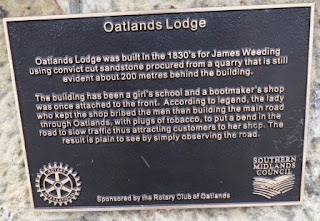 Oatlands Lodge
Oatlands Lodge was built in the 1830's for James Weeding
using convict cut sandstone procured from a quarry that is still
evident about 200 metres behind the building.
The building has been a girl's school and a bootmaker's shop
was once attached to the front. According to legend, the lady
who kept the shop bribed the men then building the main road
through Oatlands, with plugs of tobacco, to put a bend in the
road to slow traffic thus attracting customers to her shop. The
result is plain to see by simply observing the road.
SOUTHERN
MIDLANDS
COUNCIL
Sponsored by the Rotary Club of Oatlands